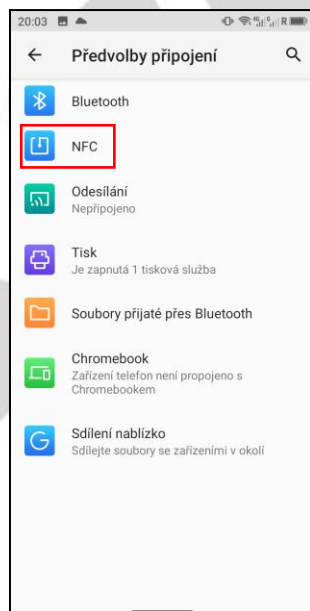 20:03
Předvolby připojení
Bluetooth
NFC
Odesílání
Nepřipojeno
Tisk
Je zapnutá 1 tisková služba
Soubory přijaté přes Bluetooth
Chromebook
Zařízení telefon není propojeno s
Chromebookem
Sdílení nablízko
Sdílejte soubory se zařízeními v okolí